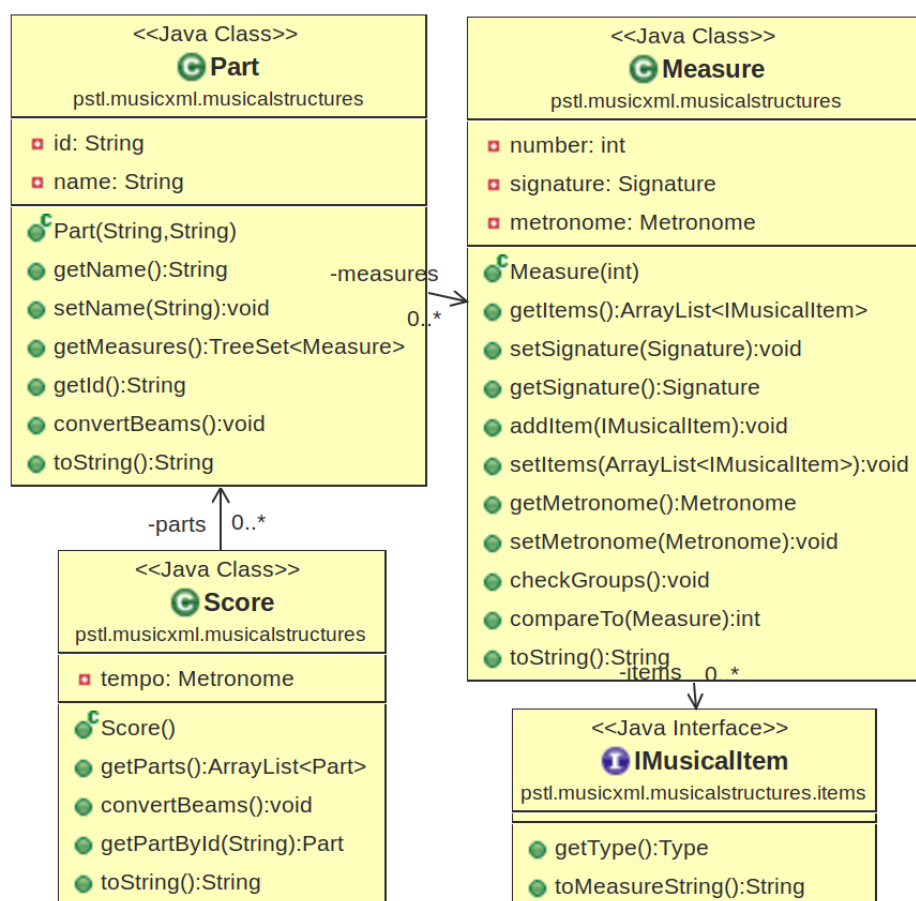 <<Java Class>>
C Part
pstl.musicxml.musicalstructures
id: String
name: String
c Part(String,String)
getName():String
setName(String):void
getMeasures():TreeSet<Measure>
getId():String
convertBeams():void
toString():String
-measures
0..*
<<Java Class>>
C Measure
pstl.musicxml.musicalstructures
number: int
signature: Signature
metronome: Metronome
c Measure(int)
getItems():ArrayList<IMusicalItem>
setSignature(Signature):void
getSignature():Signature
addItem(IMusicalItem):void
setItems(ArrayList<IMusicalItem>):void
getMetronome():Metronome
setMetronome(Metronome):void
checkGroups():void
compareTo(Measure):int
toString():String
-parts 0..*
<<Java Class>>
C Score
pstl.musicxml.musicalstructures
tempo: Metronome
c Score()
getParts():ArrayList<Part>
convertBeams():void
getPartById(String):Part
toString():String
-items 0..*
<<Java Interface>>
I IMusicalItem
pstl.musicxml.musicalstructures.items
getType():Type
toMeasureString():String